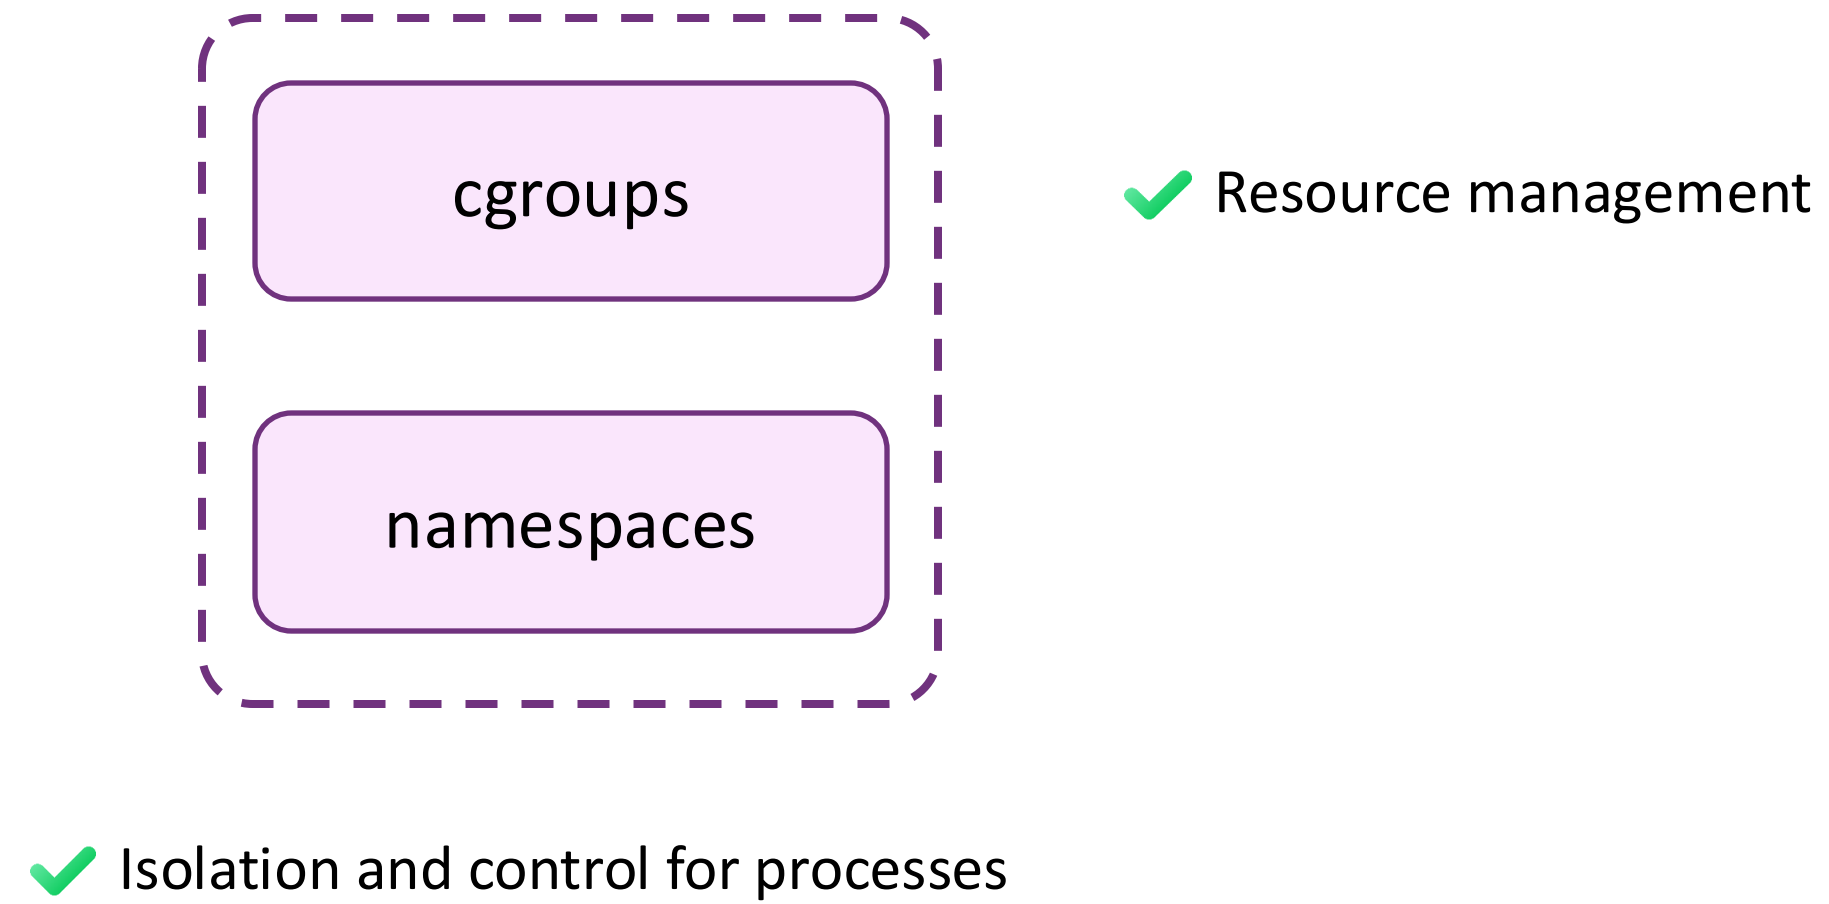 cgroups
Resource management
namespaces
Isolation and control for processes